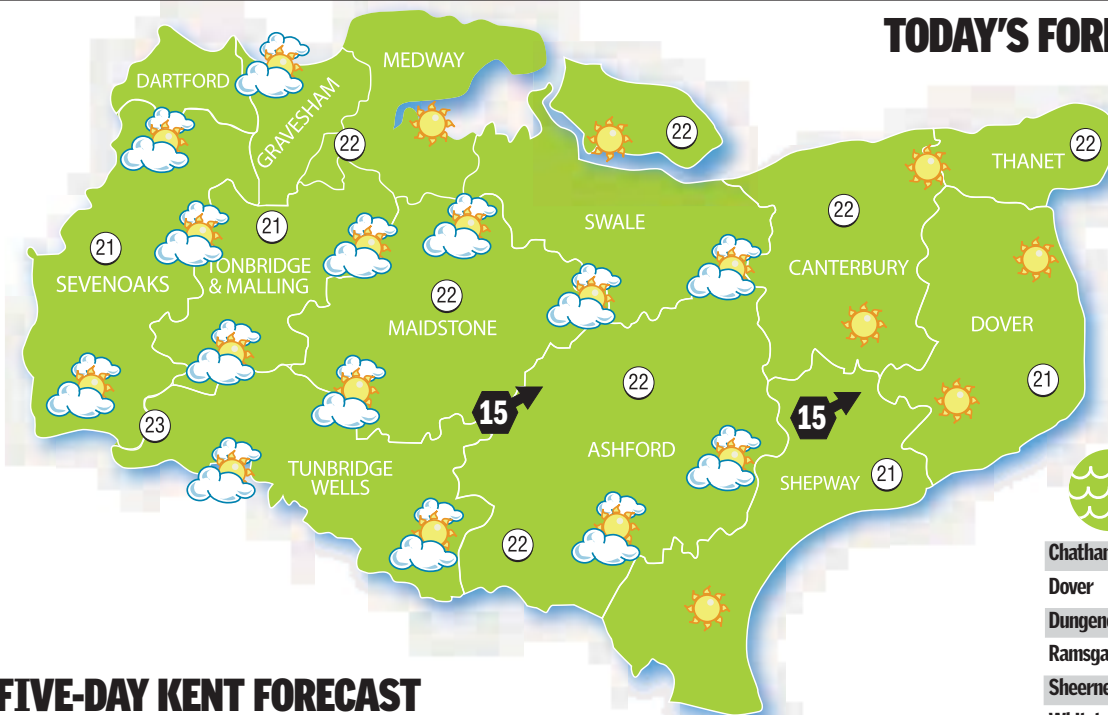 TODAY'S
MEDWAY
DARTFORD
GRAVESHAM
22
22
22
THANET
21
22
SWALE
21
SEVENOAKS
TONBRIDGE
& MALLING
CANTERBURY
22
MAIDSTONE
DOVER
22
21
15
15
23
ASHFORD
TUNBRIDGE
WELLS
SHEPWAY
21
22
Dover
FIVE-DAY KENT FORECAST